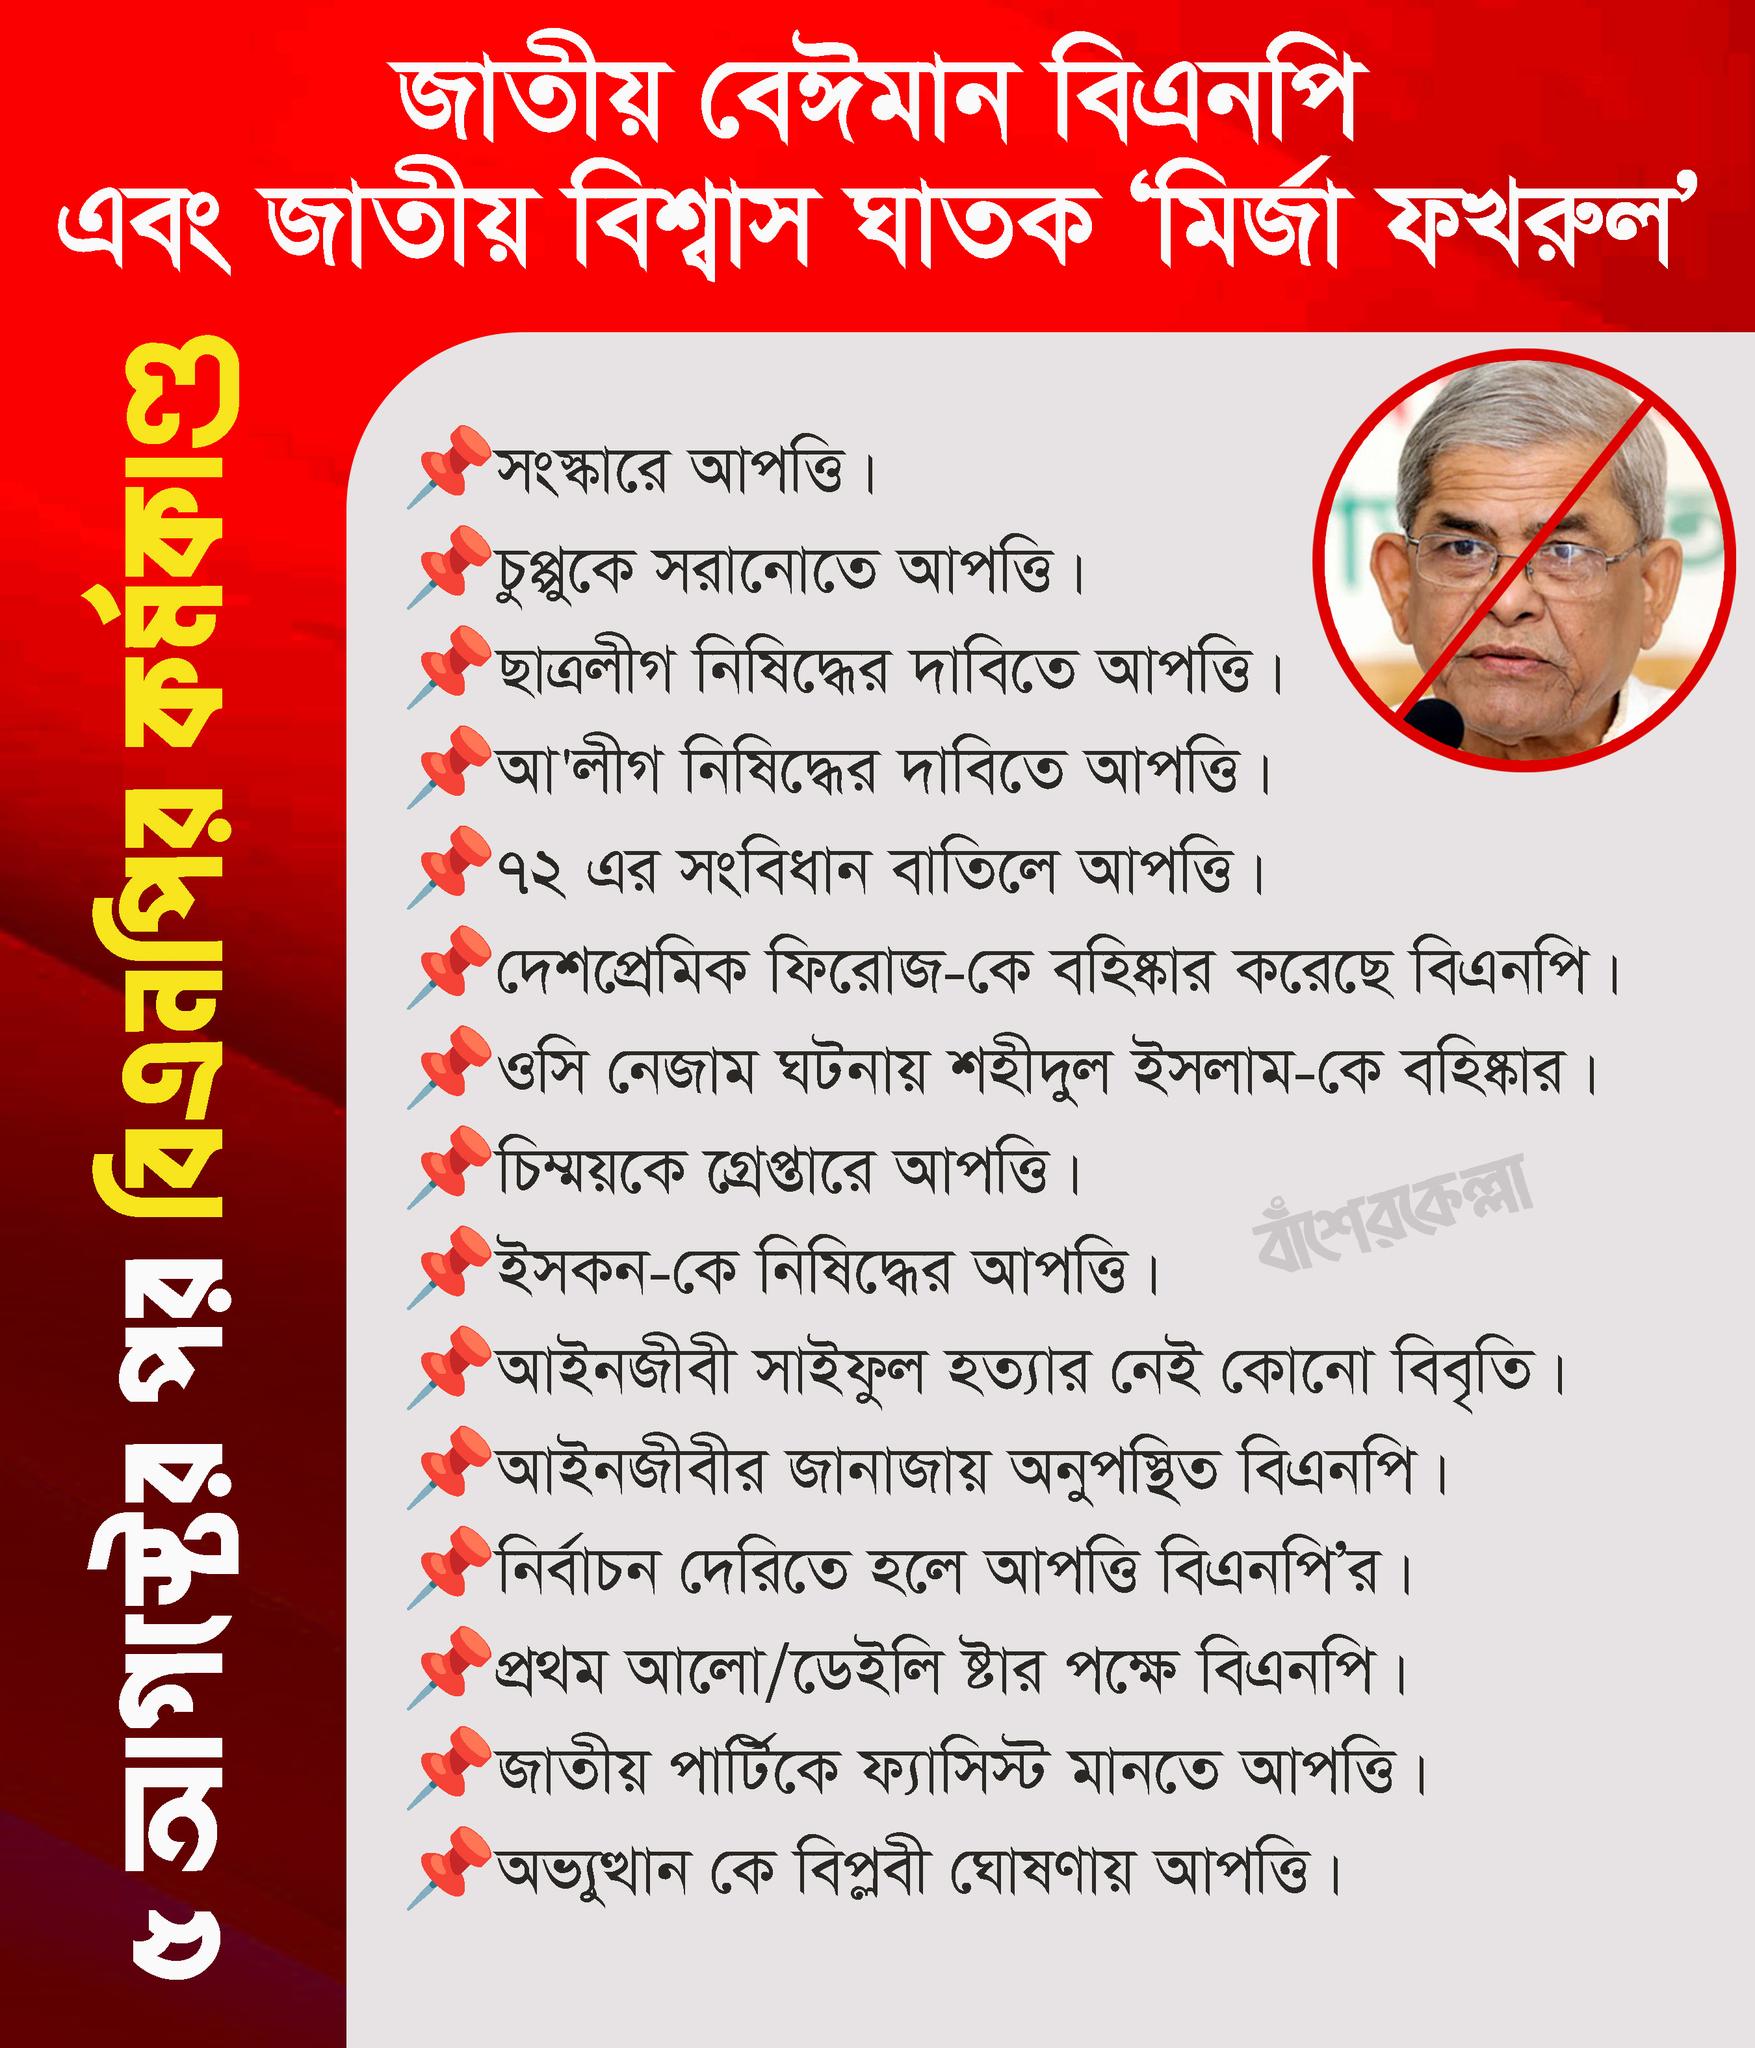 জাতীয় বেঈমান বিএনপি
এবং জাতীয় বিশ্বাস ঘাতক ‘মির্জা ফখরুল’
৫ আগস্টের পর বিএনপির কর্মকাণ্ড
সংস্কারে আপত্তি।
চুপ্পুকে সরানোতে আপত্তি।
ছাত্রলীগ নিষিদ্ধের দাবিতে আপত্তি।
আ'লীগ নিষিদ্ধের দাবিতে আপত্তি।
৭২ এর সংবিধান বাতিলে আপত্তি।
দেশপ্রেমিক ফিরোজ-কে বহিষ্কার করেছে বিএনপি।
ওসি নেজাম ঘটনায় শহীদুল ইসলাম-কে বহিষ্কার।
চিম্ময়কে গ্রেপ্তারে আপত্তি।
ইসকন-কে নিষিদ্ধের আপত্তি।
বাঁশেরকেল্লা
আইনজীবী সাইফুল হত্যার নেই কোনো বিবৃতি।
আইনজীবীর জানাজায় অনুপস্থিত বিএনপি।
নির্বাচন দেরিতে হলে আপত্তি বিএনপি’র।
প্রথম আলো/ডেইলি ষ্টার পক্ষে বিএনপি।
জাতীয় পার্টিকে ফ্যাসিস্ট মানতে আপত্তি।
অভ্যুত্থান কে বিপ্লবী ঘোষণায় আপত্তি।